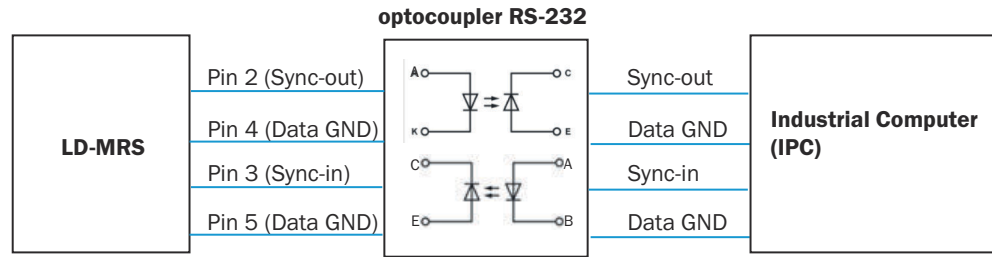 optocoupler RS-232
LD-MRS
Pin 2 (Sync-out)
Pin 4 (Data GND)
Pin 3 (Sync-in)
Pin 5 (Data GND)
A
C
K
E
C
A
E
B
Sync-out
Data GND
Sync-in
Data GND
Industrial Computer
(IPC)